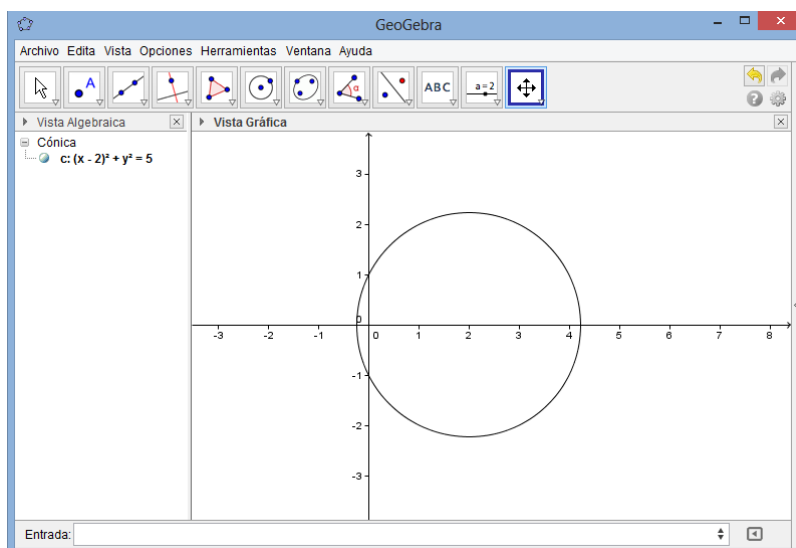 GeoGebra
Archivo Edita Vista Opciones Herramientas Ventana Ayuda
A α ABC a=2
Vista Algebraica
Vista Gráfica
Cónica
c: (x - 2)² + y² = 5
3
2
1
0
-3 -2 -1 0 1 2 3 4 5 6 7 8
-1
-2
-3
Entrada: